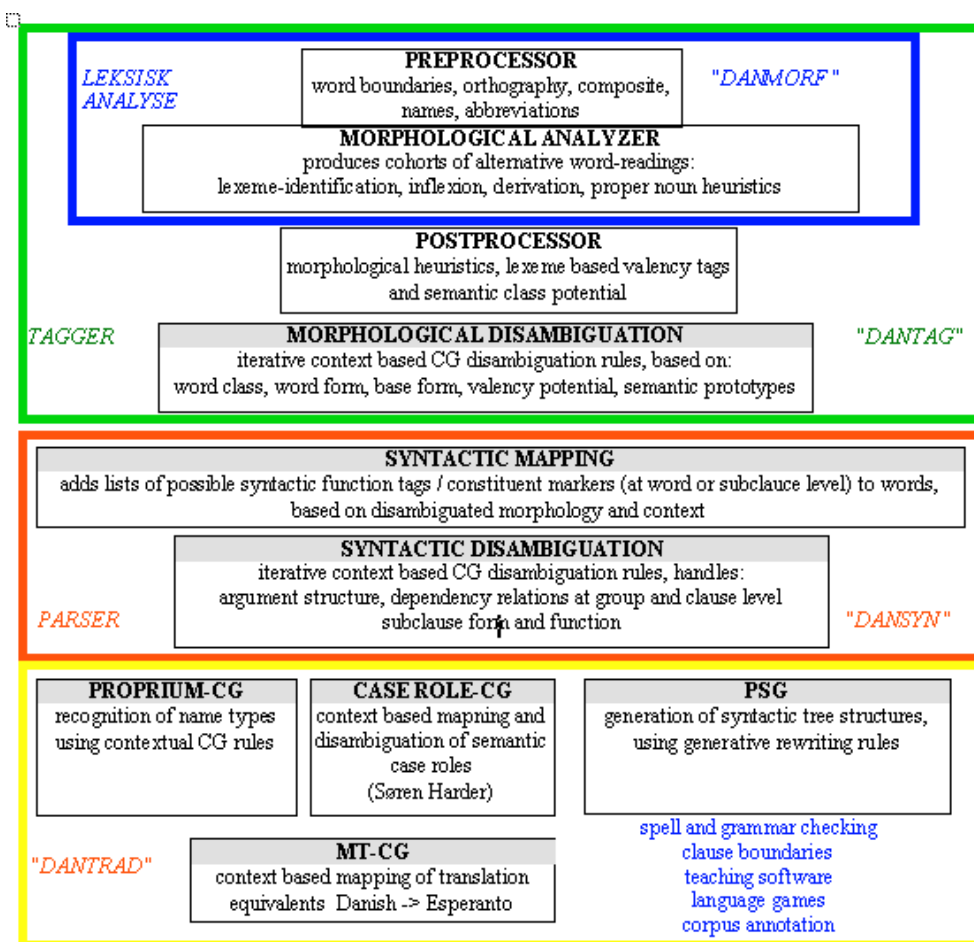 LEKSISK
ANALYSE
PREPROCESSOR
word boundaries, orthography, composite,
names, abbreviations
"DANMORF"
MORPHOLOGICAL ANALYZER
produces cohorts of alternative word-readings:
lexeme-identification, inflexion, derivation, proper noun heuristics
POSTPROCESSOR
morphological heuristics, lexeme based valency tags
and semantic class potential
TAGGER
MORPHOLOGICAL DISAMBIGUATION
iterative context based CG disambiguation rules, based on:
word class, word form, base form, valency potential, semantic prototypes
"DANTAG"
SYNTACTIC MAPPING
adds lists of possible syntactic function tags / constituent markers (at word or subclauce level) to words,
based on disambiguated morphology and context
SYNTACTIC DISAMBIGUATION
iterative context based CG disambiguation rules, handles:
argument structure, dependency relations at group and clause level
subclause form and function
PARSER
"DANSYN"
PROPRIUM-CG
recognition of name types
using contextual CG rules
CASE ROLE-CG
context based mapning and
disambiguation of semantic
case roles
(Søren Harder)
PSG
generation of syntactic tree structures,
using generative rewriting rules
"DANTRAD"
MT-CG
context based mapping of translation
equivalents Danish -> Esperanto
spell and grammar checking
clause boundaries
teaching software
language games
corpus annotation